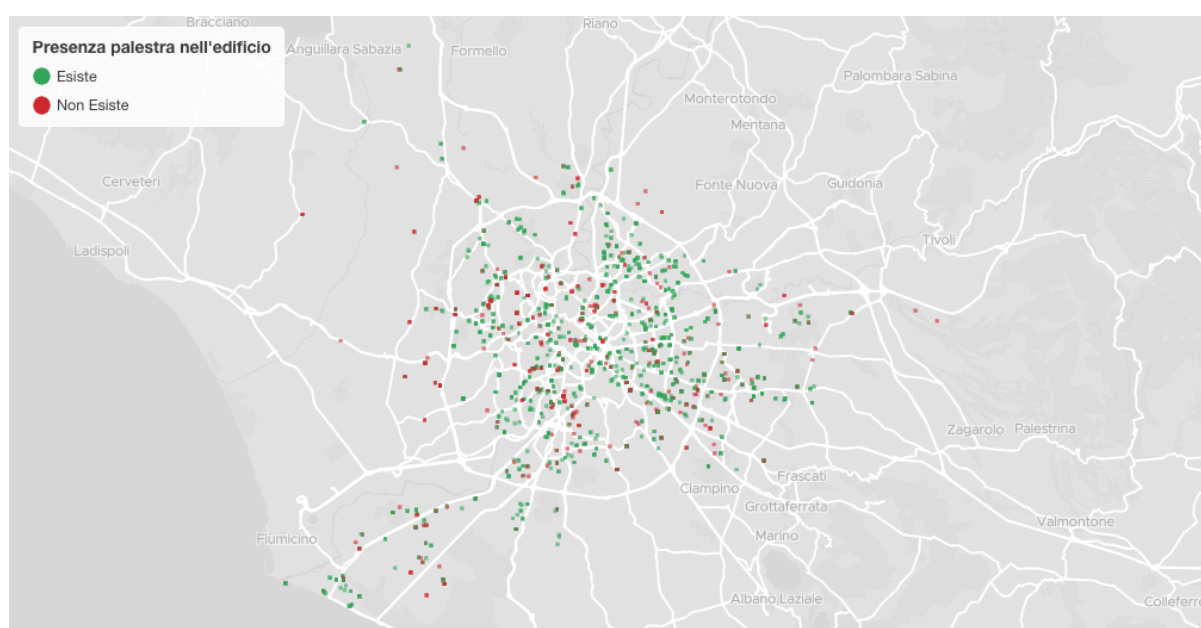 Presenza palestra nell'edificio
Esiste
Non Esiste
Bracciano
Riano
Anguillara Sabazia
Formello
Palombara Sabina
Monterotondo
Mentana
Cerveteri
Fonte Nuova
Guidonia
Ladispoli
Tivoli
Zagarolo
Palestrina
Frascati
Ciampino
Grottaferrata
Valmontone
Fiumicino
Marino
Albano Laziale
Colleferr